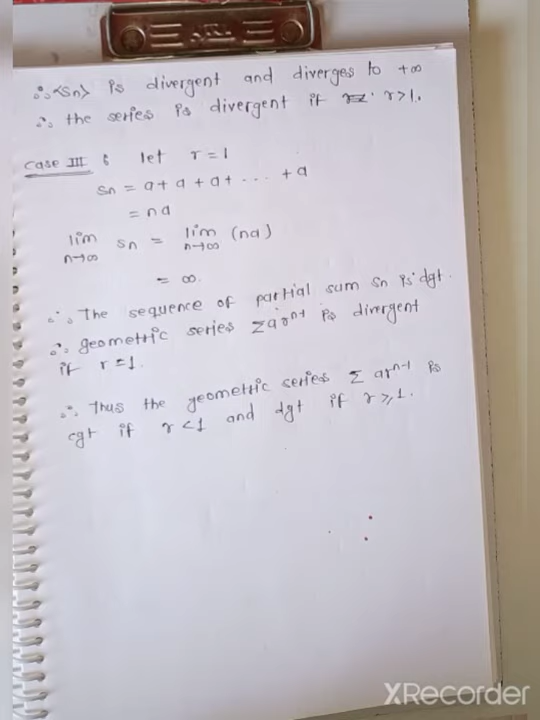 ∴ <Sn> is divergent and diverges to +∞
∴ the series is divergent if r > 1.
Case III : let r = 1
Sn = a + a + a + ... + a
= na
lim n→∞ Sn = lim n→∞ (na)
= ∞.
∴ The sequence of partial sum Sn is dgt.
∴ geometric series Σarⁿ⁻¹ is divergent
if r = 1.
∴ Thus the geometric series Σ arⁿ⁻¹ is
cgt if r < 1 and dgt if r ≥ 1.
XRecorder